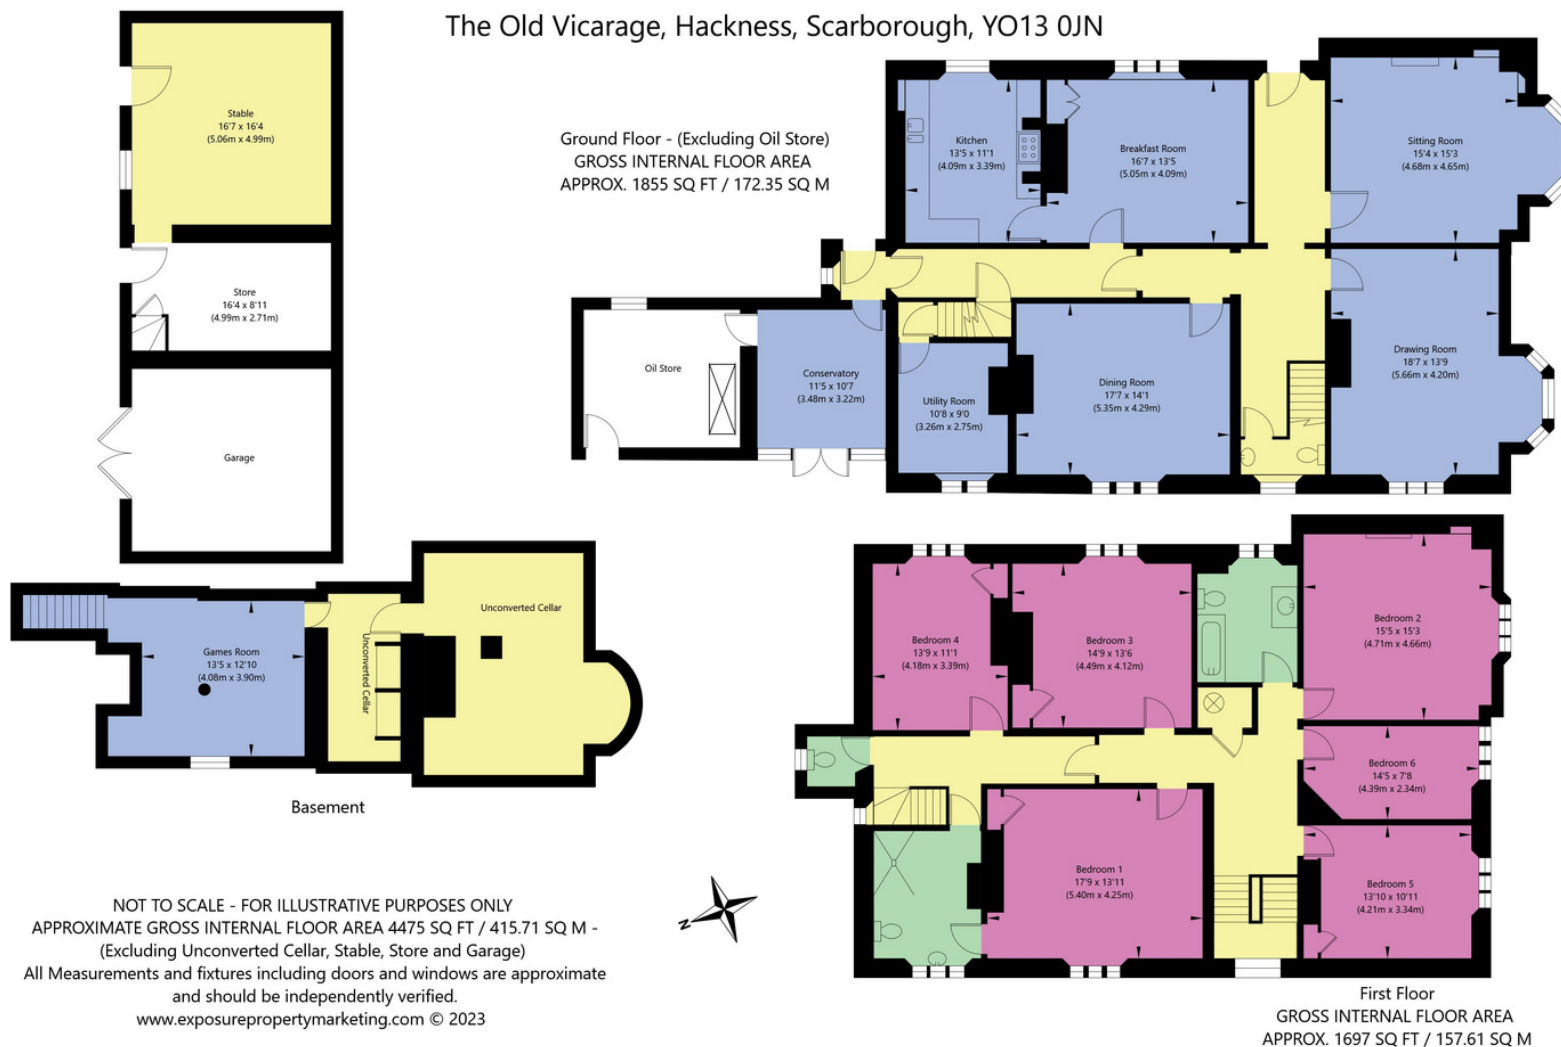 The Old Vicarage, Hackness, Scarborough, YO13 0JN
Stable
16'7 x 16'4
(5.06m x 4.99m)
Store
16'4 x 8'11
(4.99m x 2.71m)
Garage
Ground Floor - (Excluding Oil Store)
GROSS INTERNAL FLOOR AREA
APPROX. 1855 SQ FT / 172.35 SQ M
Kitchen
13'5 x 11'1
(4.09m x 3.39m)
Breakfast Room
16'7 x 13'5
(5.05m x 4.09m)
Sitting Room
15'4 x 15'3
(4.68m x 4.65m)
Oil Store
Conservatory
11'5 x 10'7
(3.48m x 3.22m)
Utility Room
10'8 x 9'0
(3.26m x 2.75m)
Dining Room
17'7 x 14'1
(5.35m x 4.29m)
Drawing Room
18'7 x 13'9
(5.66m x 4.20m)
Games Room
13'5 x 12'10
(4.08m x 3.90m)
Unconverted Cellar
Unconverted Cellar
Basement
Bedroom 4
13'9 x 11'1
(4.18m x 3.39m)
Bedroom 3
14'9 x 13'6
(4.49m x 4.12m)
Bedroom 2
15'5 x 15'3
(4.71m x 4.66m)
Bedroom 6
14'5 x 7'8
(4.39m x 2.34m)
Bedroom 1
17'9 x 13'11
(5.40m x 4.25m)
Bedroom 5
13'10 x 10'11
(4.21m x 3.34m)
N
NOT TO SCALE - FOR ILLUSTRATIVE PURPOSES ONLY
APPROXIMATE GROSS INTERNAL FLOOR AREA 4475 SQ FT / 415.71 SQ M -
(Excluding Unconverted Cellar, Stable, Store and Garage)
All Measurements and fixtures including doors and windows are approximate
and should be independently verified.
www.exposurepropertymarketing.com © 2023
First Floor
GROSS INTERNAL FLOOR AREA
APPROX. 1697 SQ FT / 157.61 SQ M